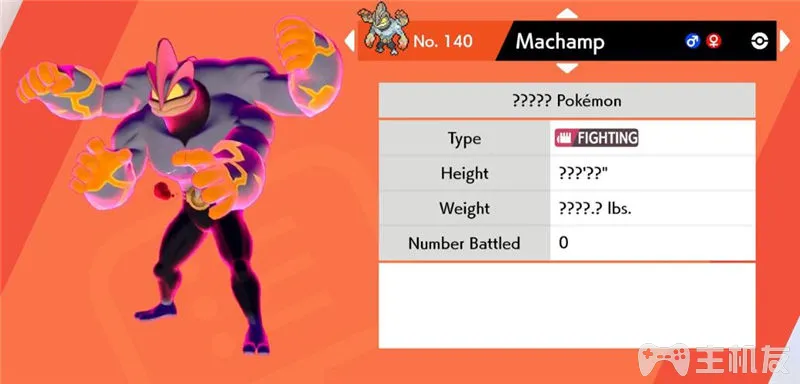 No. 140 Machamp
????? Pokémon
Type FIGHTING
Height ???'??"
Weight ????.? lbs.
Number Battled 0
主机友